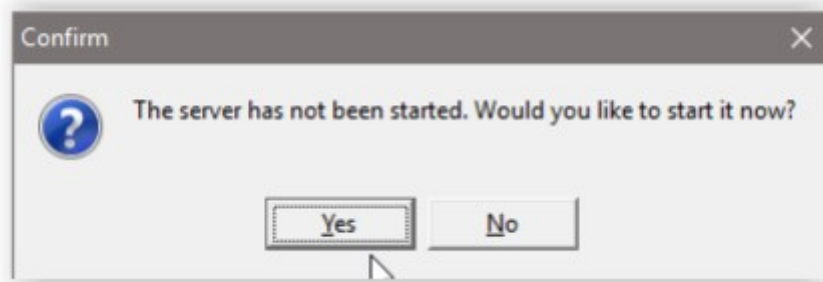 Confirm
The server has not been started. Would you like to start it now?
Yes
No